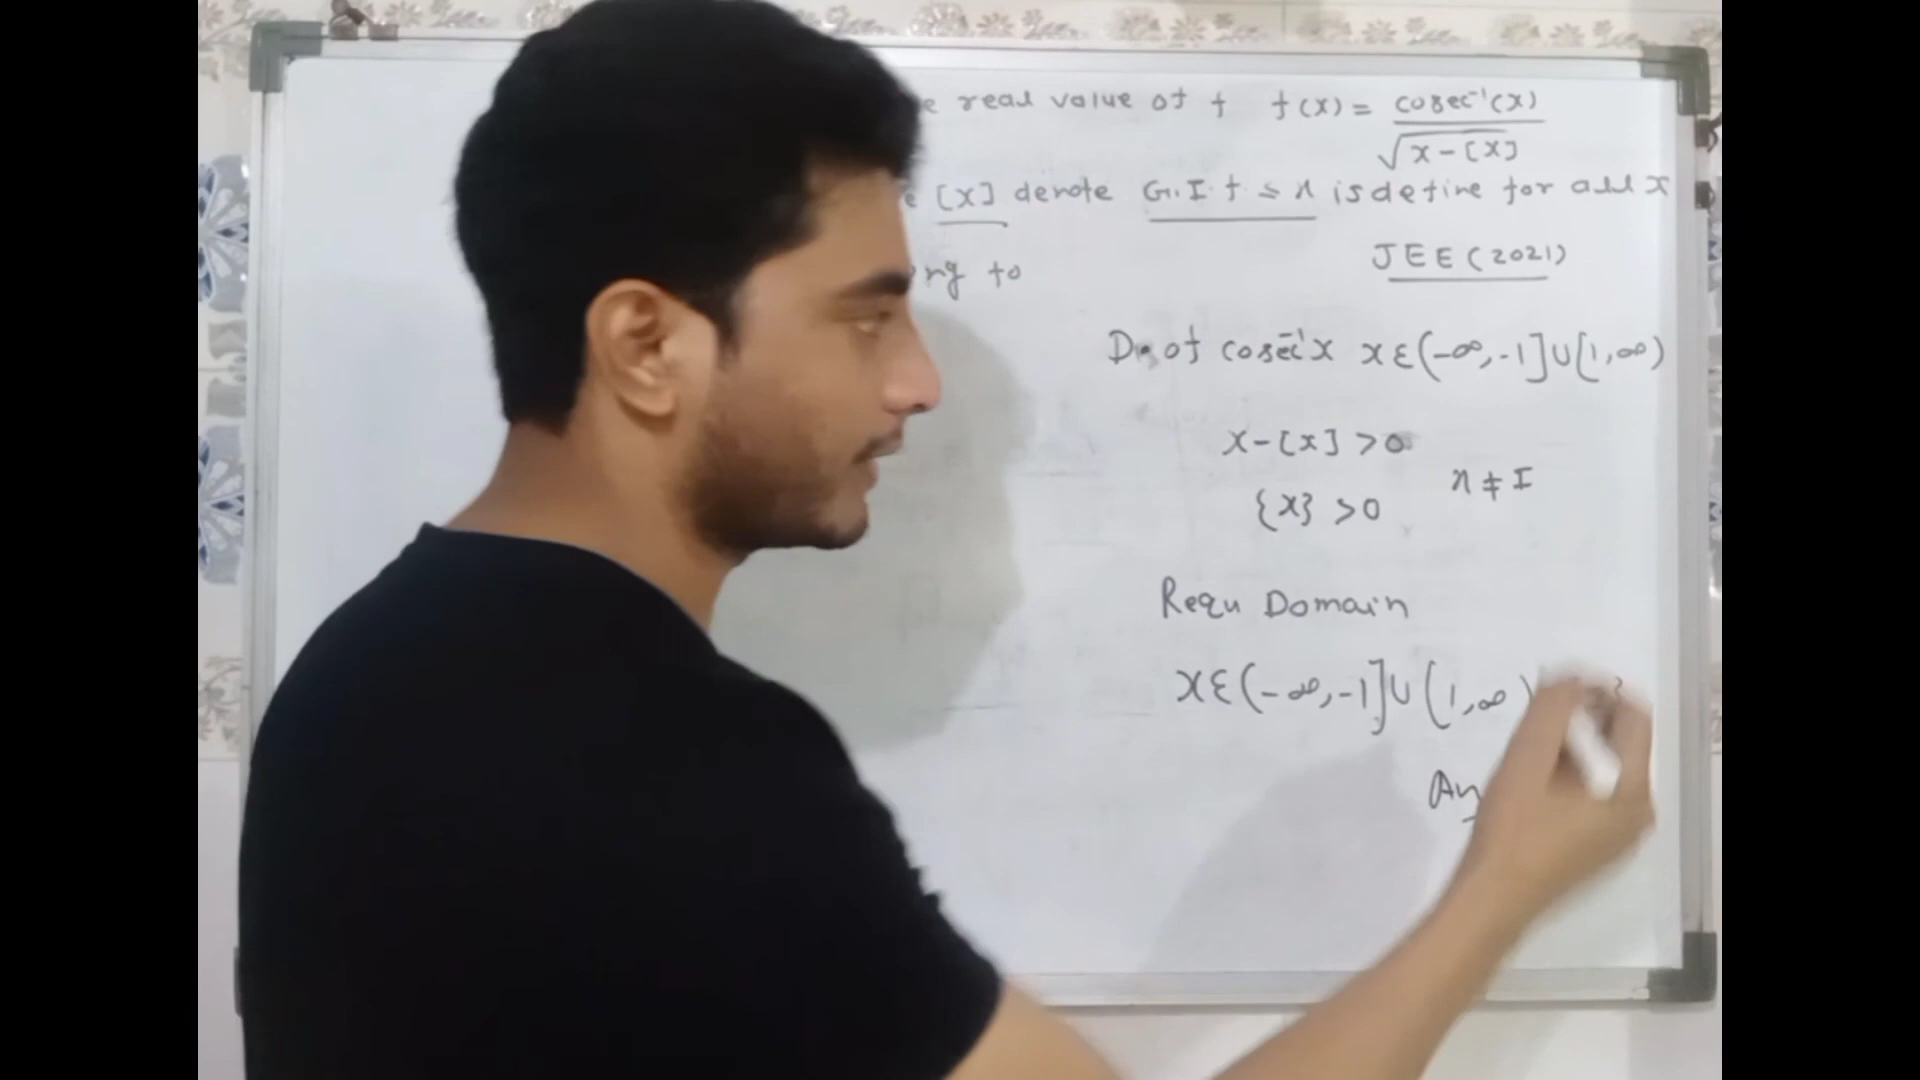 real value of f f(x) = cosec⁻¹(x) / √x-[x]
[x] denote G.I.f ≤ x is define for all x
to
JEE (2021)
D. of cosec⁻¹x x∈(-∞,-1]∪[1,∞)
x-[x] >0
x ≠ I
{x} >0
Requ Domain
x∈(-∞,-1]∪(1,∞)